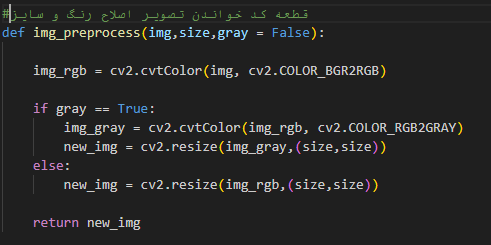 #قطعه کد خواندن تصویر اصلاح رنگ و سایز
def img_preprocess(img,size,gray = False):
img_rgb = cv2.cvtColor(img, cv2.COLOR_BGR2RGB)
if gray == True:
img_gray = cv2.cvtColor(img_rgb, cv2.COLOR_RGB2GRAY)
new_img = cv2.resize(img_gray,(size,size))
else:
new_img = cv2.resize(img_rgb,(size,size))
return new_img